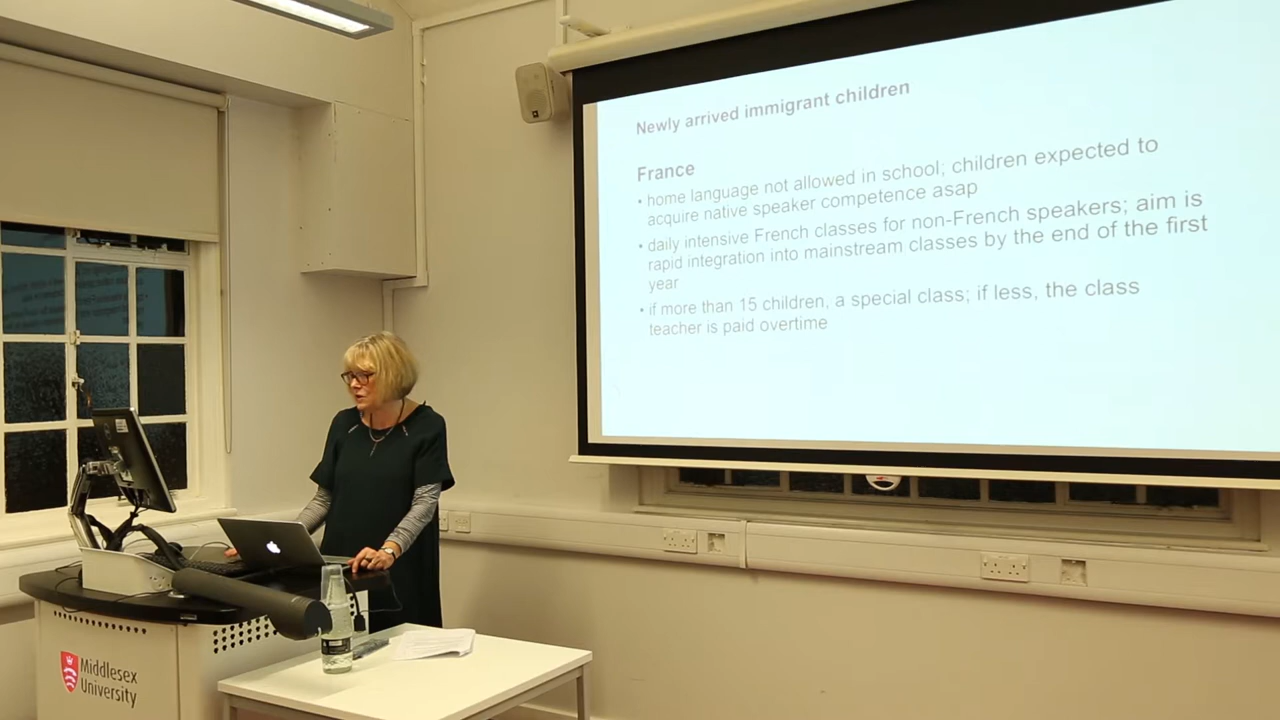 Newly arrived immigrant children
France
• home language not allowed in school; children expected to
acquire native speaker competence asap
• daily intensive French classes for non-French speakers; aim is
rapid integration into mainstream classes by the end of the first
year
• if more than 15 children, a special class; if less, the class
teacher is paid overtime
Middlesex
University